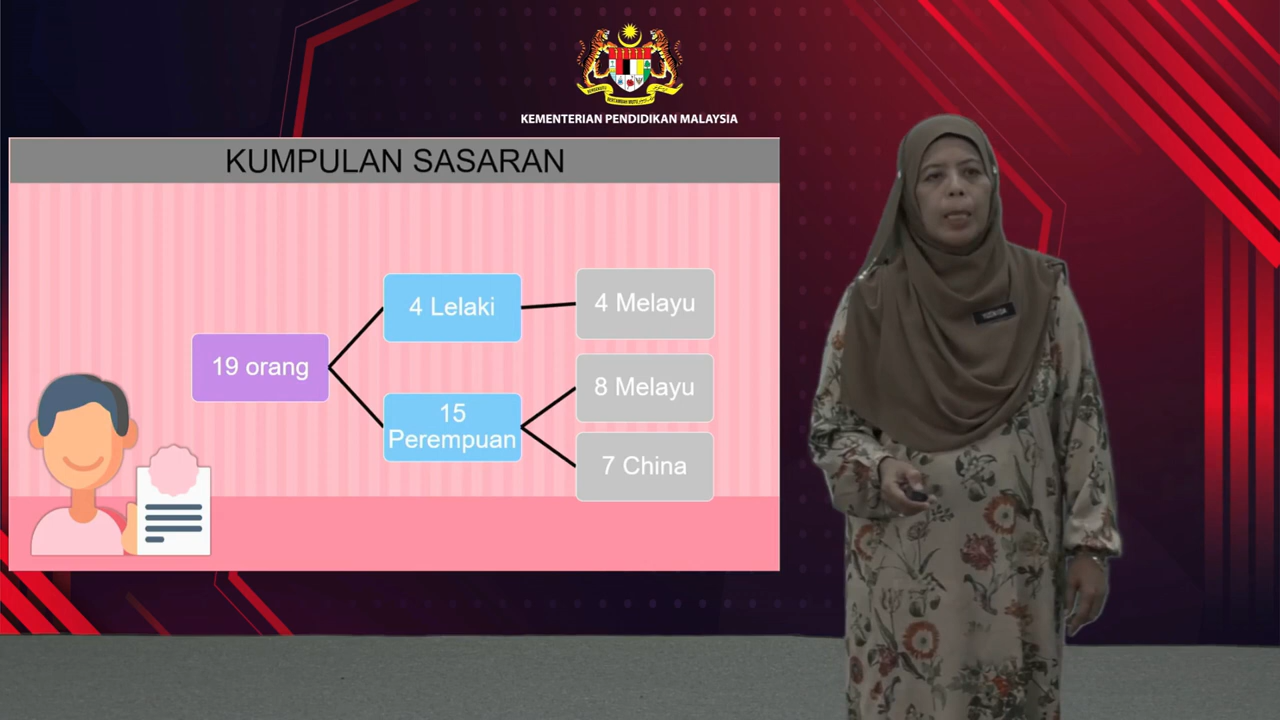 KEMENTERIAN PENDIDIKAN MALAYSIA
KUMPULAN SASARAN
19 orang
4 Lelaki
4 Melayu
15
Perempuan
8 Melayu
7 China